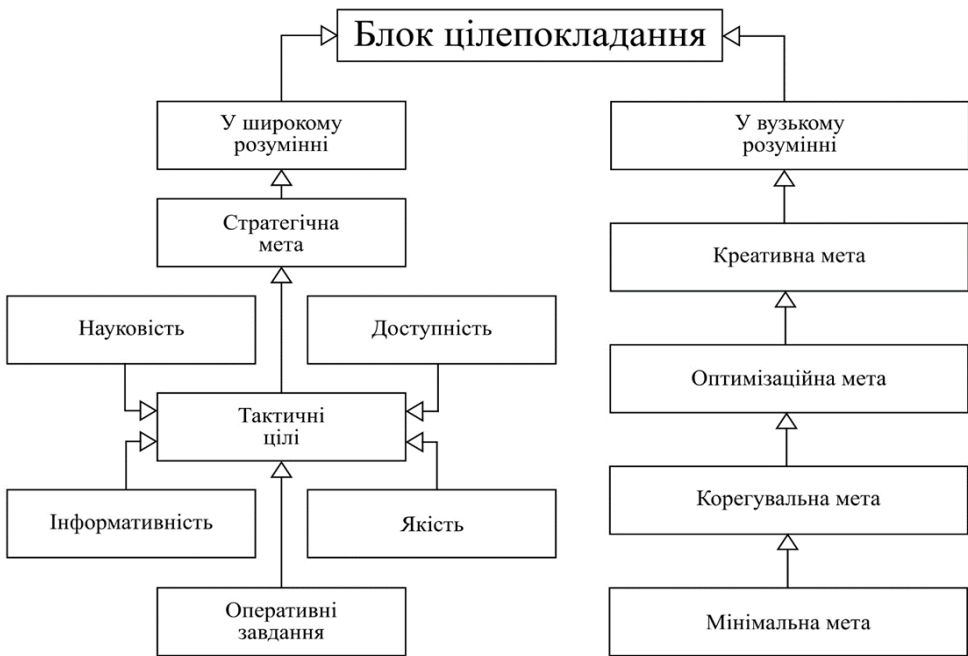 Блок цілепокладання
У широкому
розумінні
У вузькому
розумінні
Стратегічна
мета
Креативна мета
Науковість
Доступність
Оптимізаційна мета
Тактичні
цілі
Інформативність
Якість
Корегувальна мета
Оперативні
завдання
Мінімальна мета